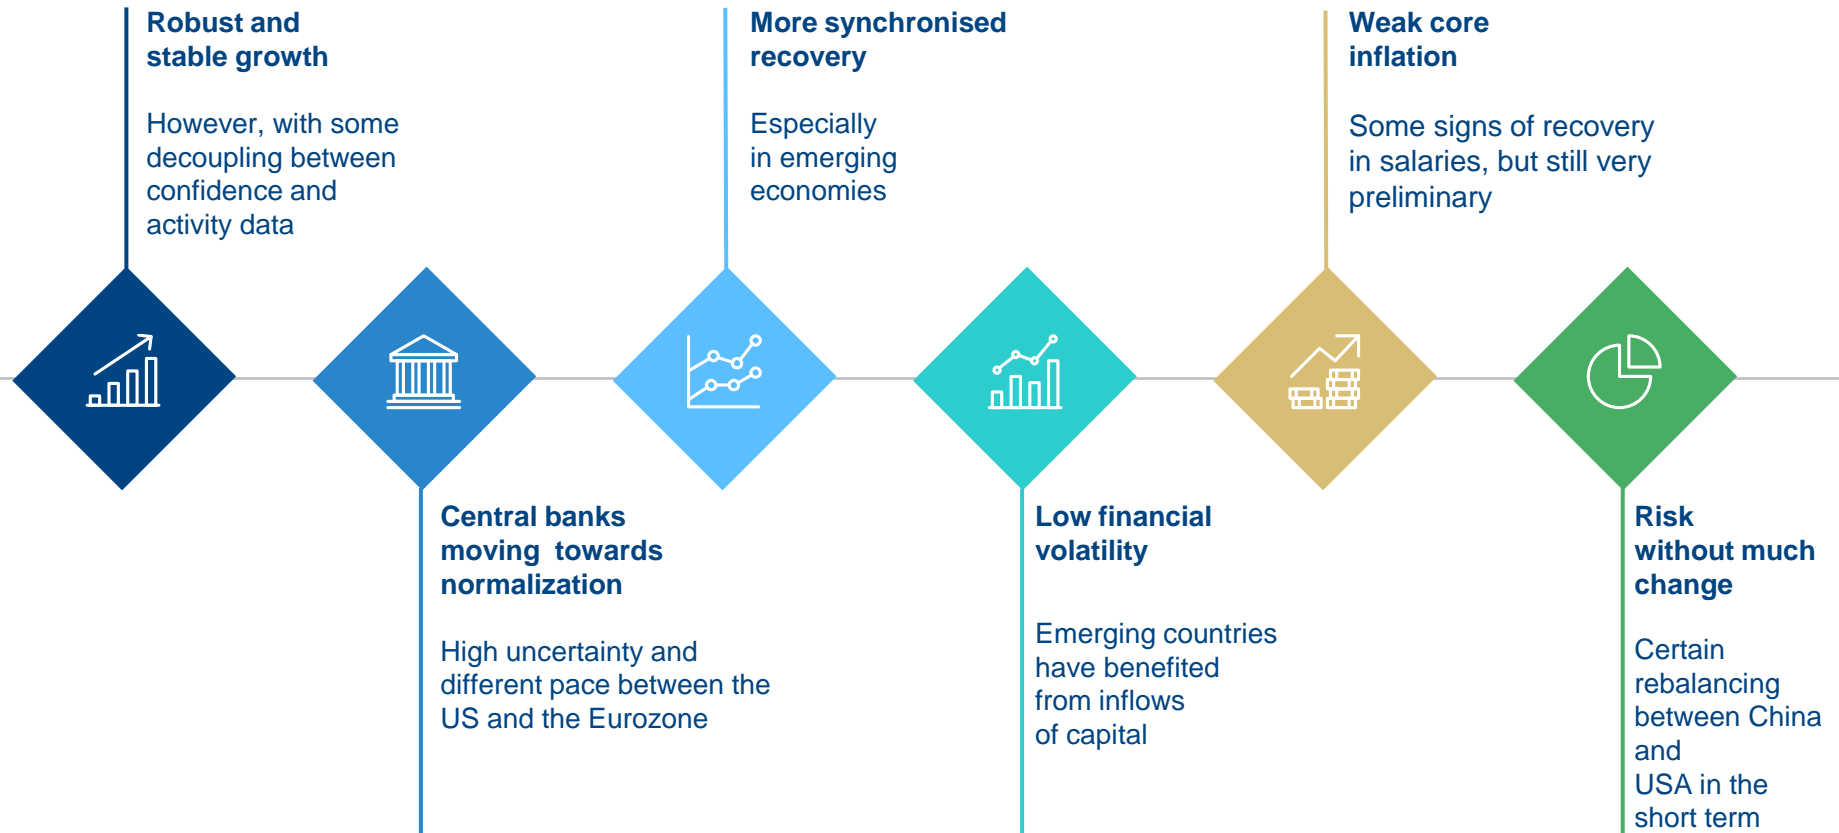 Robust and
stable growth
However, with some
decoupling between
confidence and
activity data
Central banks
moving  towards
normalization
High uncertainty and
different pace between the
US and the Eurozone
More synchronised
recovery
Especially
in emerging
economies
Low financial
volatility
Emerging countries
have benefited
from inflows
of capital
Weak core
inflation
Some signs of recovery
in salaries, but still very
preliminary
Risk
without much
change
Certain
rebalancing
between China
and
USA in the
short term